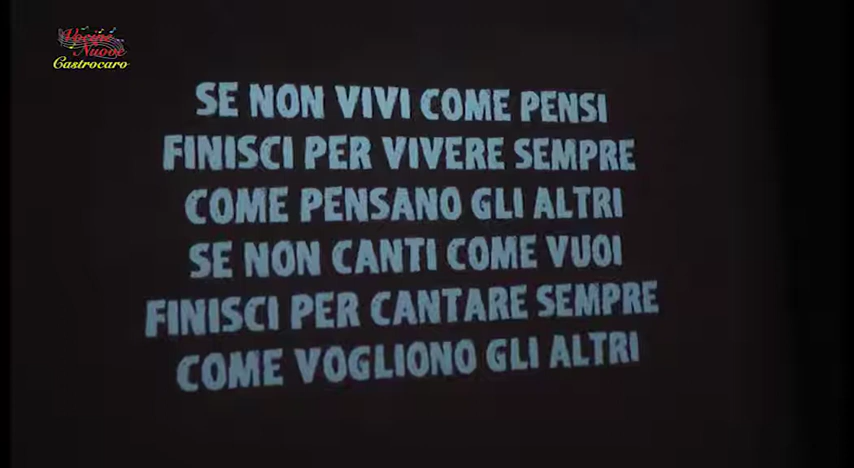 Vocine
Nuove
Castrocaro
SE NON VIVI COME PENSI
FINISCI PER VIVERE SEMPRE
COME PENSANO GLI ALTRI
SE NON CANTI COME VUOI
FINISCI PER CANTARE SEMPRE
COME VOGLIONO GLI ALTRI